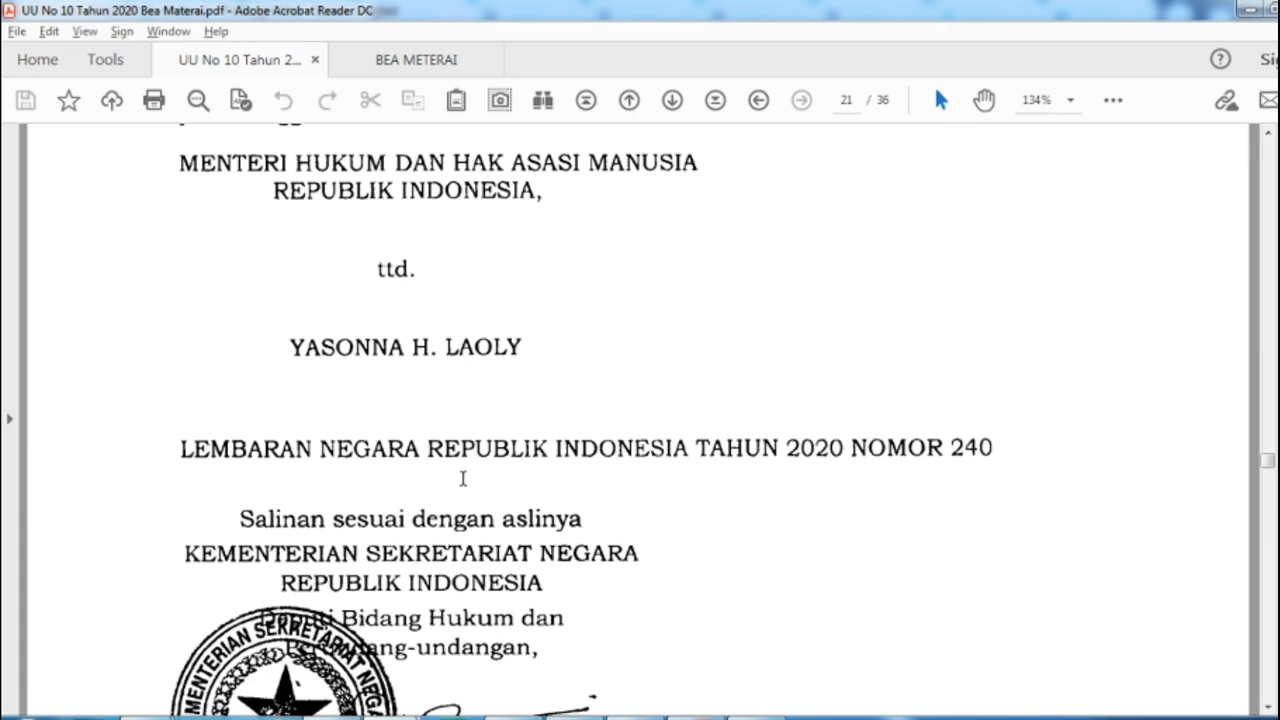 UU No 10 Tahun 2020 Bea Materai.pdf - Adobe Acrobat Reader DC
File Edit View Sign Window Help
Home Tools UU No 10 Tahun 2... × BEA METERAI
21 / 36 134%
MENTERI HUKUM DAN HAK ASASI MANUSIA
REPUBLIK INDONESIA,
ttd.
YASONNA H. LAOLY
LEMBARAN NEGARA REPUBLIK INDONESIA TAHUN 2020 NOMOR 240
Salinan sesuai dengan aslinya
KEMENTERIAN SEKRETARIAT NEGARA
REPUBLIK INDONESIA
Deputi Bidang Hukum dan
Perundang-undangan,
SEKRETARIAT